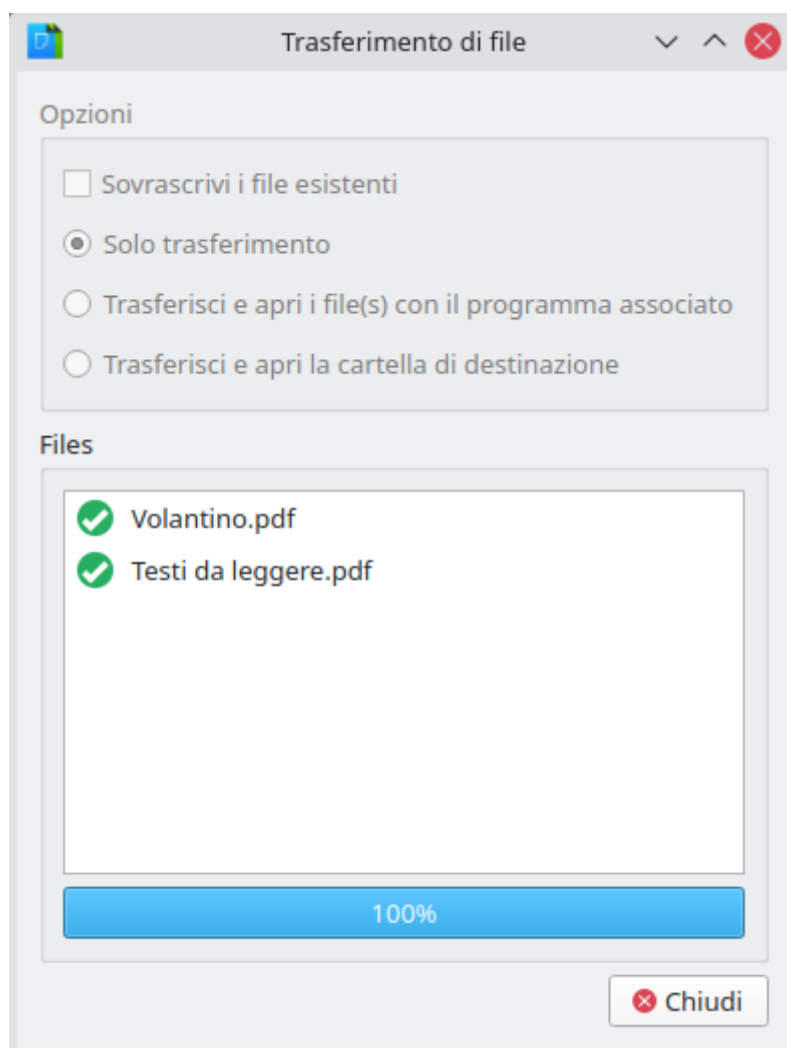 Trasferimento di file
Opzioni
Sovrascrivi i file esistenti
Solo trasferimento
Trasferisci e apri i file(s) con il programma associato
Trasferisci e apri la cartella di destinazione
Files
Volantino.pdf
Testi da leggere.pdf
100%
Chiudi